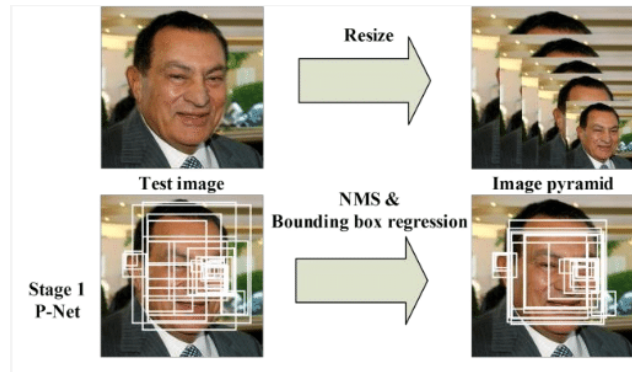 Resize
Test image
Image pyramid
NMS &
Bounding box regression
Stage 1
P-Net